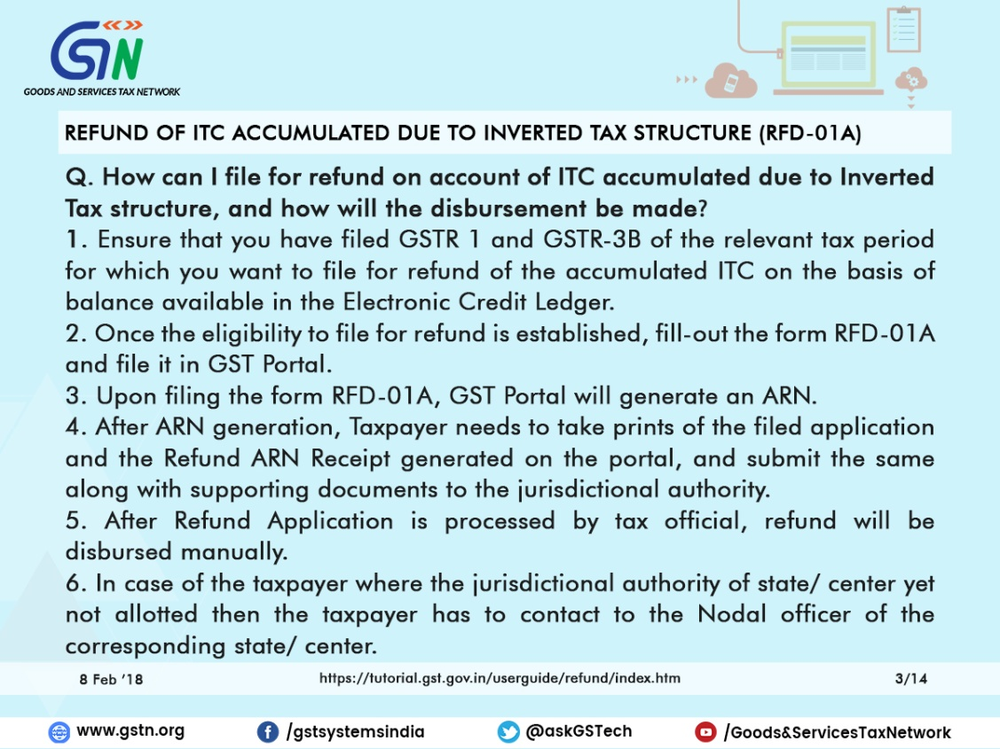 GSTN
GOODS AND SERVICES TAX NETWORK
REFUND OF ITC ACCUMULATED DUE TO INVERTED TAX STRUCTURE (RFD-01A)
Q. How can I file for refund on account of ITC accumulated due to Inverted
Tax structure, and how will the disbursement be made?
1. Ensure that you have filed GSTR 1 and GSTR-3B of the relevant tax period
for which you want to file for refund of the accumulated ITC on the basis of
balance available in the Electronic Credit Ledger.
2. Once the eligibility to file for refund is established, fill-out the form RFD-01A
and file it in GST Portal.
3. Upon filing the form RFD-01A, GST Portal will generate an ARN.
4. After ARN generation, Taxpayer needs to take prints of the filed application
and the Refund ARN Receipt generated on the portal, and submit the same
along with supporting documents to the jurisdictional authority.
5. After Refund Application is processed by tax official, refund will be
disbursed manually.
6. In case of the taxpayer where the jurisdictional authority of state/ center yet
not allotted then the taxpayer has to contact to the Nodal officer of the
corresponding state/ center.
8 Feb '18 https://tutorial.gst.gov.in/userguide/refund/index.htm 3/14
www.gstn.org /gstsystemsindia @askGSTech /Goods&ServicesTaxNetwork